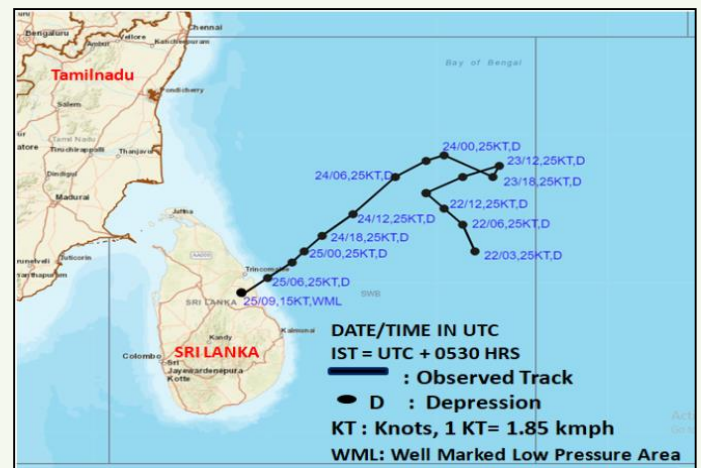 Chennai
Bengaluru
Vellore
Ambur
Kancheepuram
Tamilnadu
Pondicherry
Salem
Tamil Nadu
Tiruchirappalli
Thanjavur
Dindigul
Madurai
Tuticorin
Bay of Bengal
24/00,25KT,D
23/12,25KT,D
24/06,25KT,D
23/18,25KT,D
22/12,25KT,D
24/12,25KT,D
22/06,25KT,D
24/18,25KT,D
25/00,25KT,D
22/03,25KT,D
Jaffna
Trincomalee
25/06,25KT,D
SWB
SRI LANKA
25/09,15KT,WML
Kandy
Kalmunai
Colombo
SRI LANKA
Sri
Jayewardenepura
Kotte
DATE/TIME IN UTC
IST = UTC + 0530 HRS
: Observed Track
D : Depression
KT : Knots, 1 KT= 1.85 kmph
WML: Well Marked Low Pressure Area